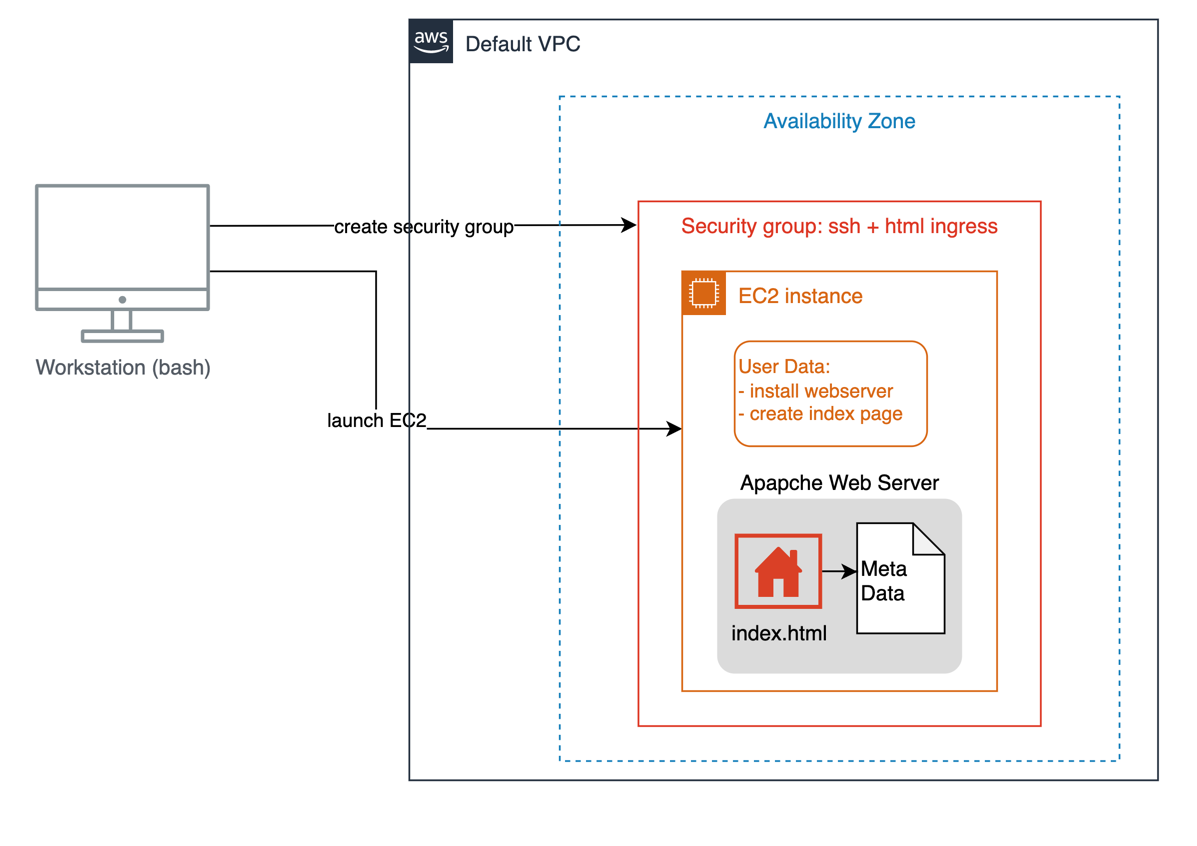 aws
Default VPC
Availability Zone
create security group
Security group: ssh + html ingress
EC2 instance
Workstation (bash)
User Data:
- install webserver
- create index page
launch EC2
Apapche Web Server
Meta
Data
index.html